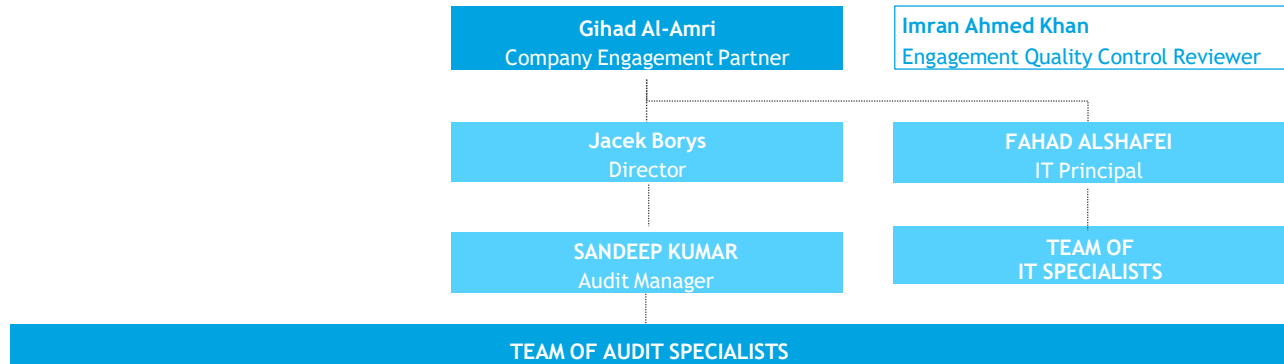 Gihad Al-Amri
Company Engagement Partner
Imran Ahmed Khan
Engagement Quality Control Reviewer
Jacek Borys
Director
FAHAD ALSHAFEI
IT Principal
SANDEEP KUMAR
Audit Manager
TEAM OF
IT SPECIALISTS
TEAM OF AUDIT SPECIALISTS